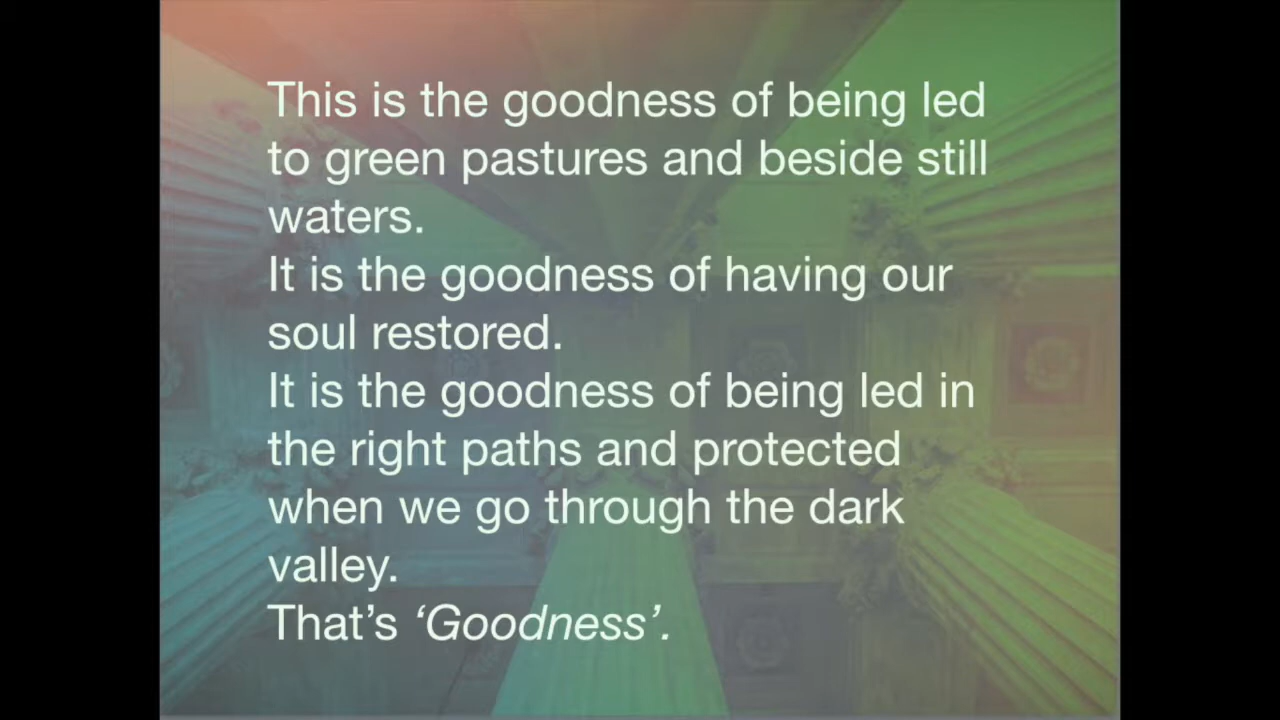 This is the goodness of being led
to green pastures and beside still
waters.
It is the goodness of having our
soul restored.
It is the goodness of being led in
the right paths and protected
when we go through the dark
valley.
That’s ‘Goodness’.